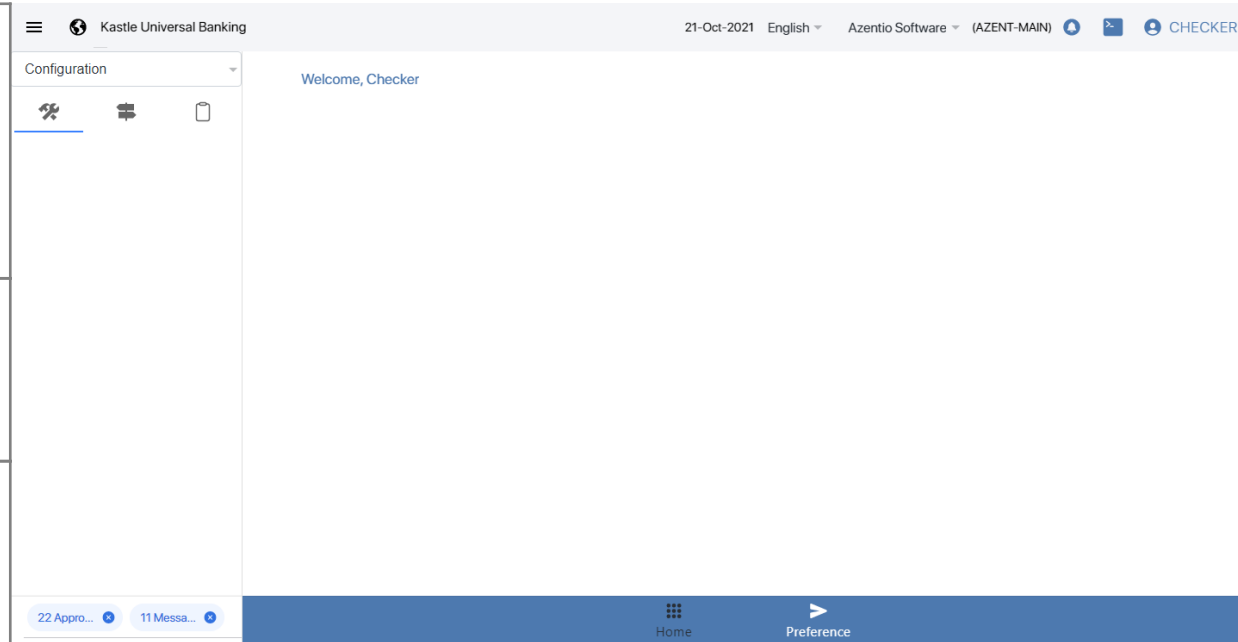 Kastle Universal Banking
21-Oct-2021 English Azentio Software (AZENT-MAIN) CHECKER
Configuration
Welcome, Checker
22 Appro... 11 Messa...
Home Preference